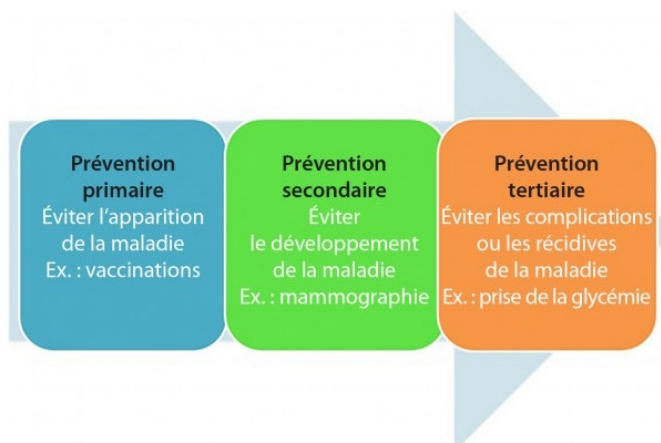 Prévention
primaire
Éviter l’apparition
de la maladie
Ex. : vaccinations
Prévention
secondaire
Éviter
le développement
de la maladie
Ex. : mammographie
Prévention
tertiaire
Éviter les complications
ou les récidives
de la maladie
Ex. : prise de la glycémie